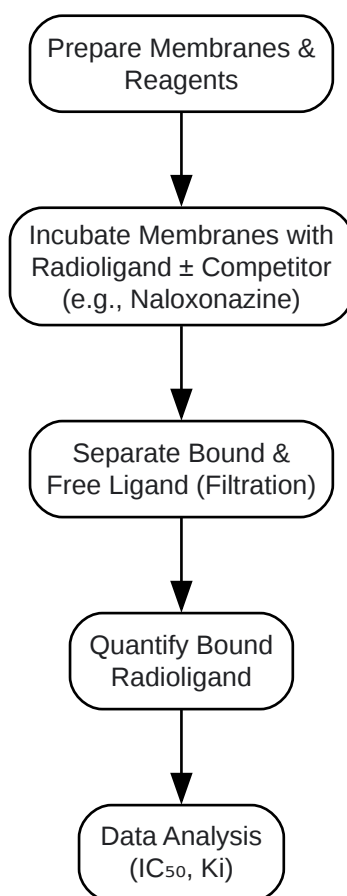 Prepare Membranes &
Reagents
Incubate Membranes with
Radioligand ± Competitor
(e.g., Naloxonazine)
Separate Bound &
Free Ligand (Filtration)
Quantify Bound
Radioligand
Data Analysis
(IC₅₀, Ki)